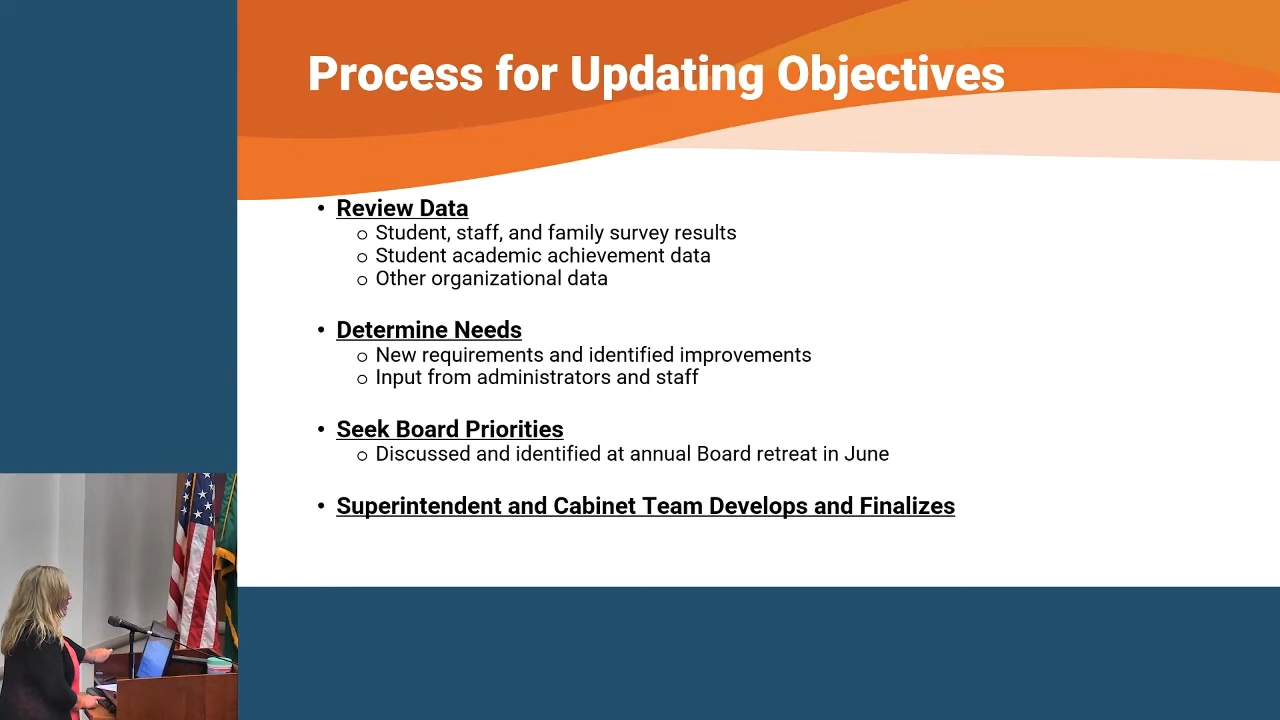 Process for Updating Objectives
• Review Data
o Student, staff, and family survey results
o Student academic achievement data
o Other organizational data
• Determine Needs
o New requirements and identified improvements
o Input from administrators and staff
• Seek Board Priorities
o Discussed and identified at annual Board retreat in June
• Superintendent and Cabinet Team Develops and Finalizes